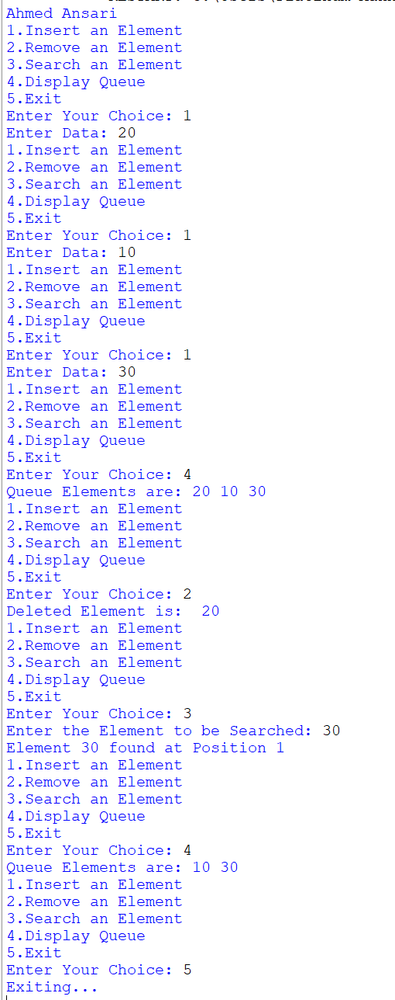 Ahmed Ansari
1.Insert an Element
2.Remove an Element
3.Search an Element
4.Display Queue
5.Exit
Enter Your Choice: 1
Enter Data: 20
1.Insert an Element
2.Remove an Element
3.Search an Element
4.Display Queue
5.Exit
Enter Your Choice: 1
Enter Data: 10
1.Insert an Element
2.Remove an Element
3.Search an Element
4.Display Queue
5.Exit
Enter Your Choice: 1
Enter Data: 30
1.Insert an Element
2.Remove an Element
3.Search an Element
4.Display Queue
5.Exit
Enter Your Choice: 4
Queue Elements are: 20 10 30
1.Insert an Element
2.Remove an Element
3.Search an Element
4.Display Queue
5.Exit
Enter Your Choice: 2
Deleted Element is:  20
1.Insert an Element
2.Remove an Element
3.Search an Element
4.Display Queue
5.Exit
Enter Your Choice: 3
Enter the Element to be Searched: 30
Element 30 found at Position 1
1.Insert an Element
2.Remove an Element
3.Search an Element
4.Display Queue
5.Exit
Enter Your Choice: 4
Queue Elements are: 10 30
1.Insert an Element
2.Remove an Element
3.Search an Element
4.Display Queue
5.Exit
Enter Your Choice: 5
Exiting...